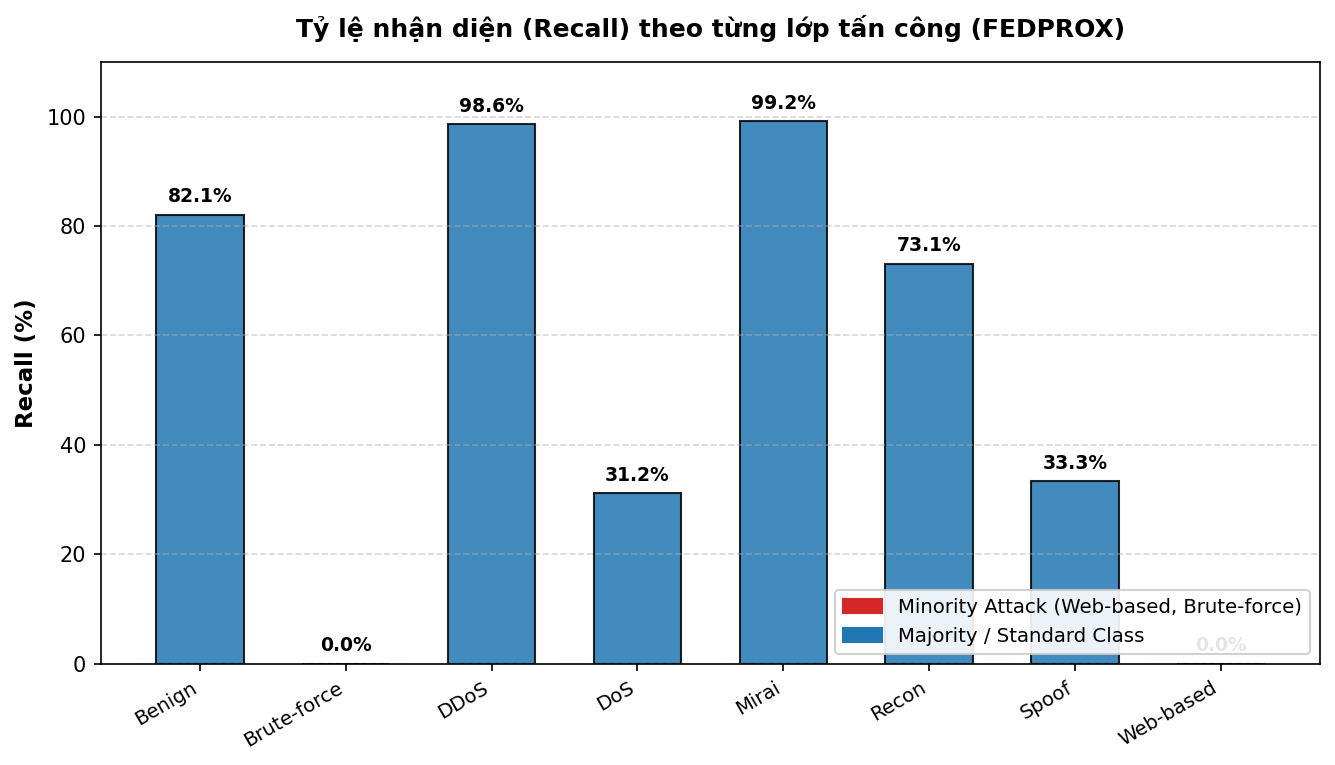 Tỷ lệ nhận diện (Recall) theo từng lớp tấn công (FEDPROX)
Recall (%)
100
80
60
40
20
0
82.1%
0.0%
98.6%
31.2%
99.2%
73.1%
33.3%
0.0%
Minority Attack (Web-based, Brute-force)
Majority / Standard Class
Benign
Brute-force
DDoS
DoS
Mirai
Recon
Spoof
Web-based